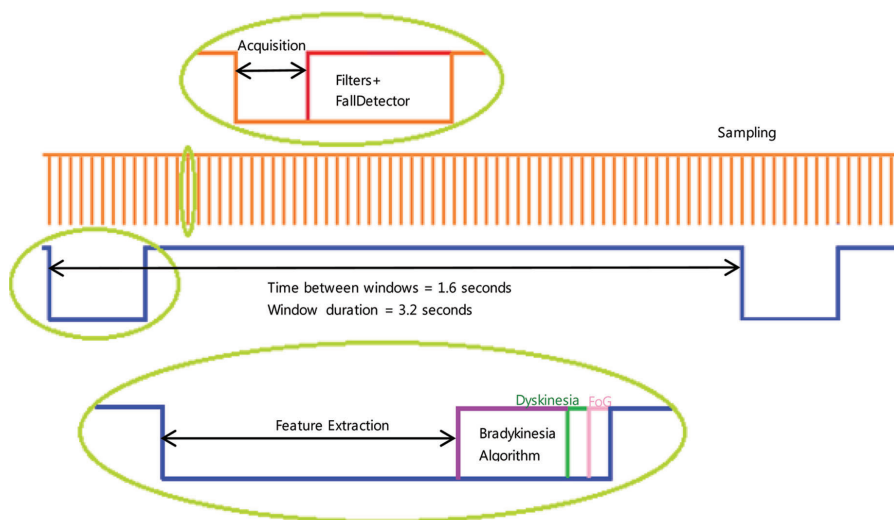 Acquisition
Filters+
FallDetector
Sampling
Time between windows = 1.6 seconds
Window duration = 3.2 seconds
Dyskinesia
FoG
Feature Extraction
Bradykinesia
Algorithm